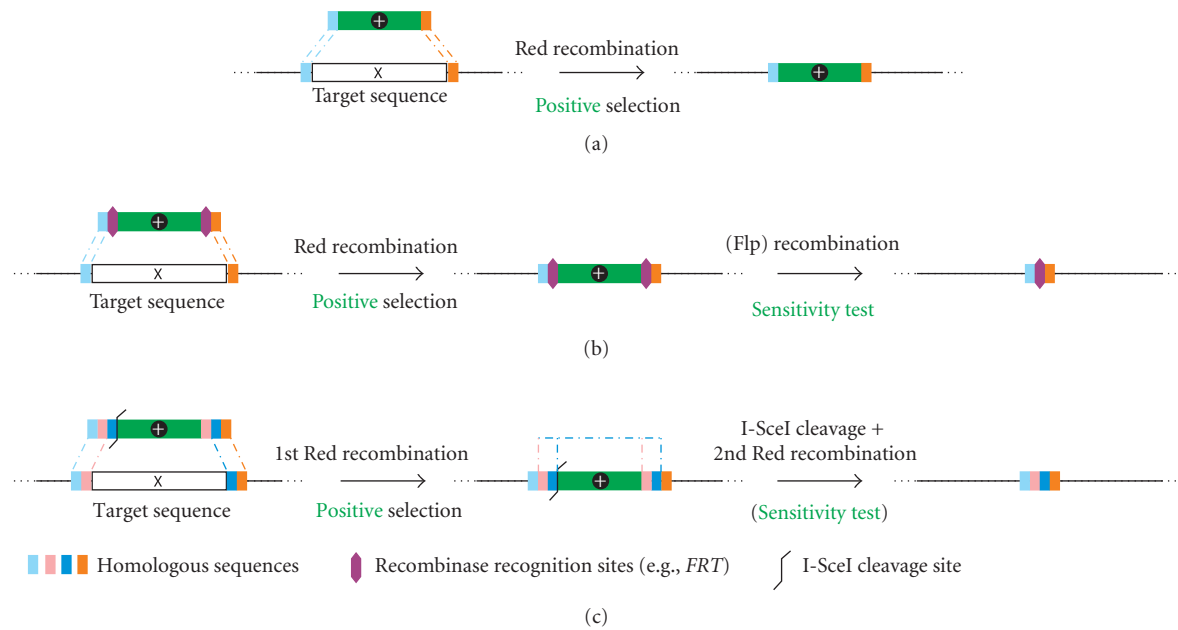 +
Red recombination
X
Target sequence
Positive selection
+
(a)
+
Red recombination
(Flp) recombination
X
+
Target sequence
Positive selection
Sensitivity test
(b)
+
1st Red recombination
I-SceI cleavage +
2nd Red recombination
X
+
Target sequence
Positive selection
(Sensitivity test)
Homologous sequences
Recombinase recognition sites (e.g., FRT)
I-SceI cleavage site
(c)